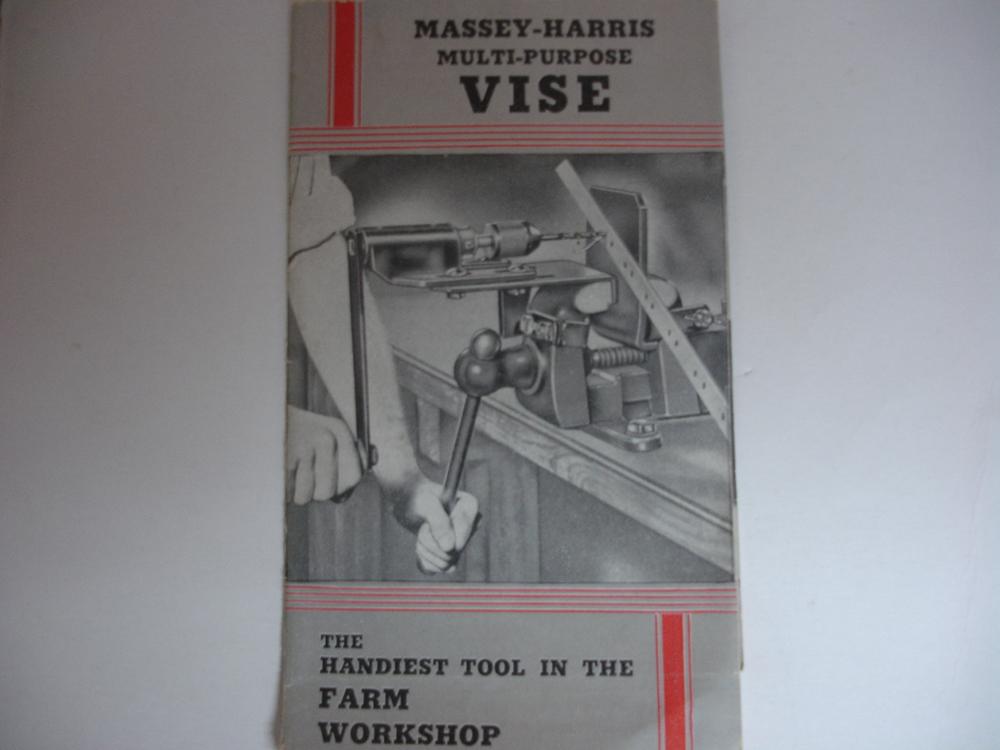 MASSEY-HARRIS
MULTI-PURPOSE
VISE
THE
HANDIEST TOOL IN THE
FARM
WORKSHOP